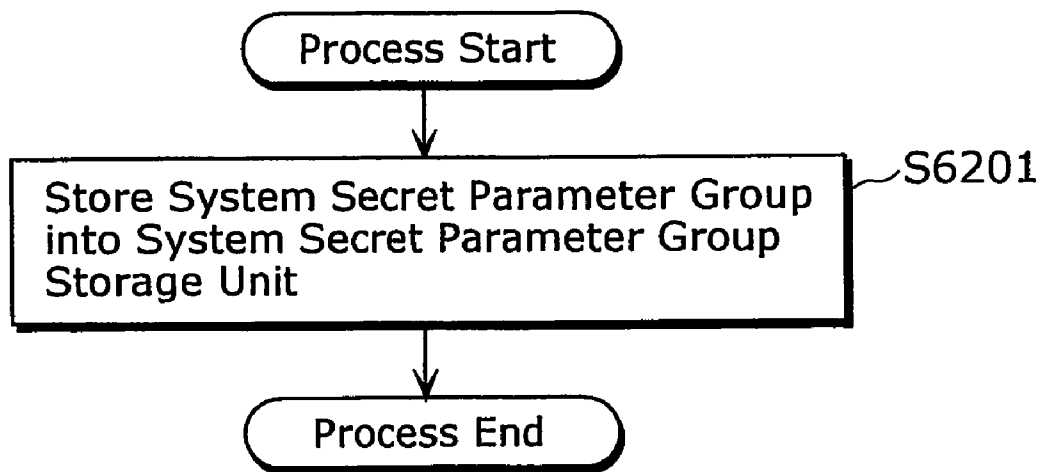 Process Start
Store System Secret Parameter Group
into System Secret Parameter Group
Storage Unit
S6201
Process End